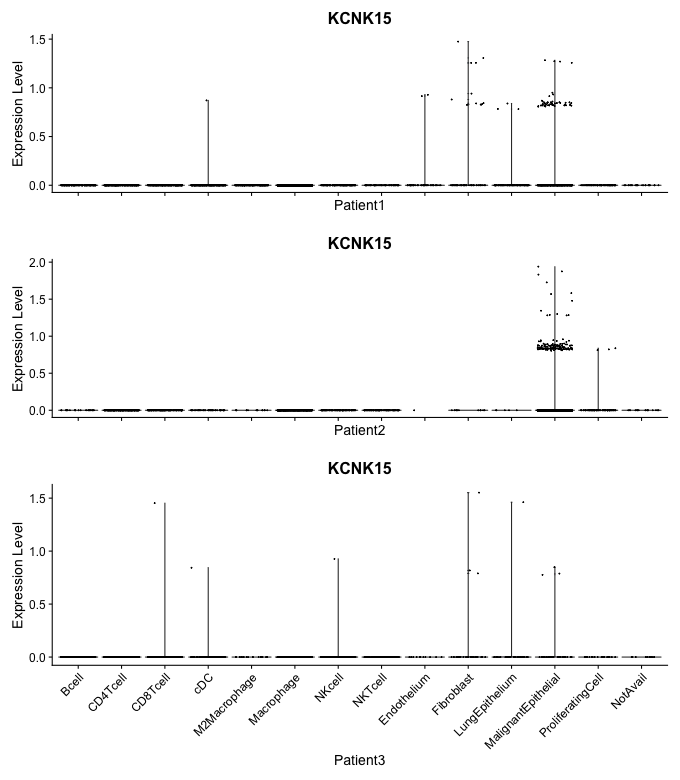 KCNK15
Expression Level
1.5
1.0
0.5
0.0
Patient1
KCNK15
Expression Level
2.0
1.5
1.0
0.5
0.0
Patient2
KCNK15
Expression Level
1.5
1.0
0.5
0.0
Bcell
CD4Tcell
CD8Tcell
cDC
M2Macrophage
Macrophage
NKcell
NKTcell
Endothelium
Fibroblast
LungEpithelium
MalignantEpithelial
ProliferatingCell
NotAvail
Patient3